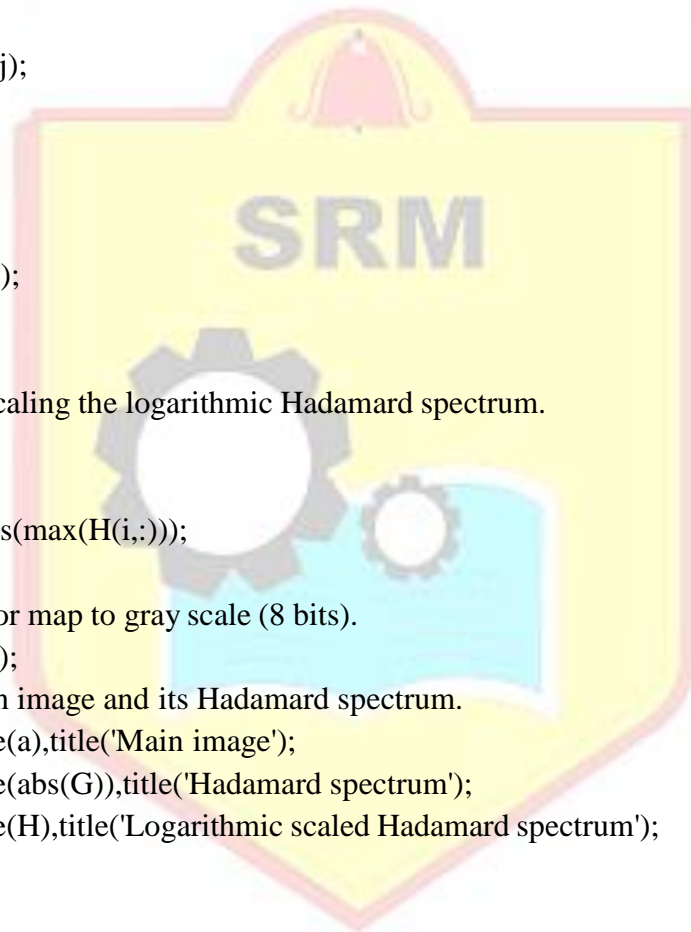 j);
SRM
);
caling the logarithmic Hadamard spectrum.
s(max(H(i,:)));
or map to gray scale (8 bits).
);
n image and its Hadamard spectrum.
e(a),title('Main image');
e(abs(G)),title('Hadamard spectrum');
e(H),title('Logarithmic scaled Hadamard spectrum');